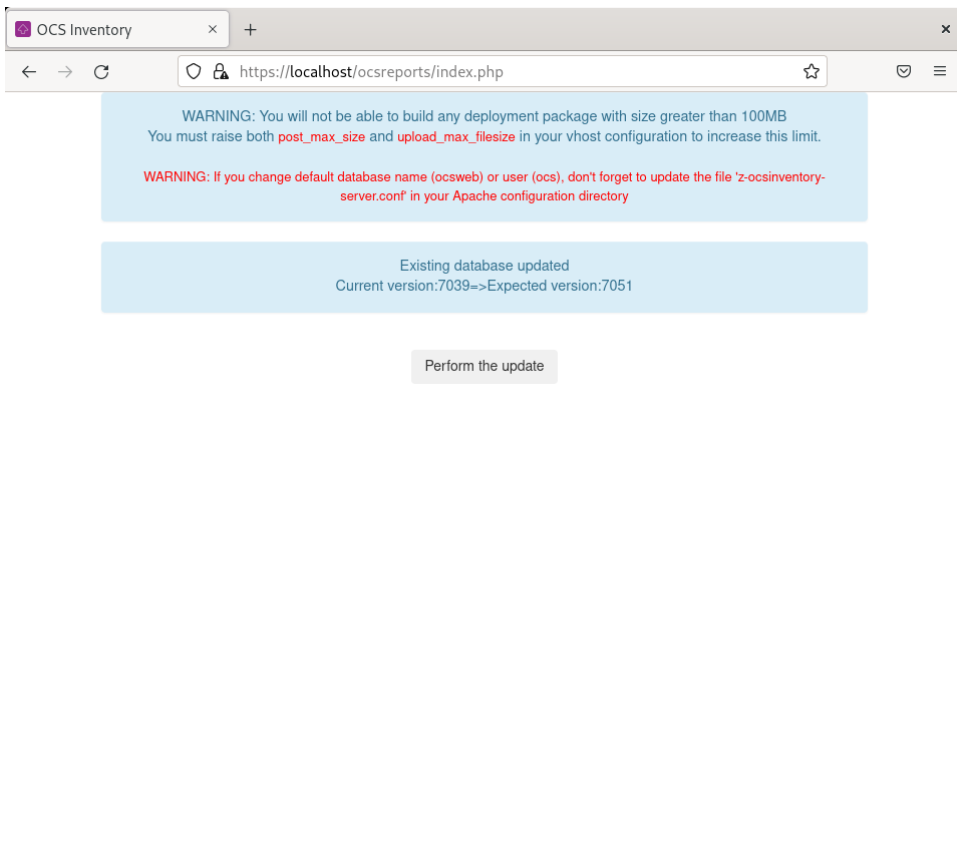 OCS Inventory
https://localhost/ocsreports/index.php
WARNING: You will not be able to build any deployment package with size greater than 100MB
You must raise both post_max_size and upload_max_filesize in your vhost configuration to increase this limit.
WARNING: If you change default database name (ocsweb) or user (ocs), don't forget to update the file 'z-ocsinventory-
server.conf' in your Apache configuration directory
Existing database updated
Current version:7039=>Expected version:7051
Perform the update